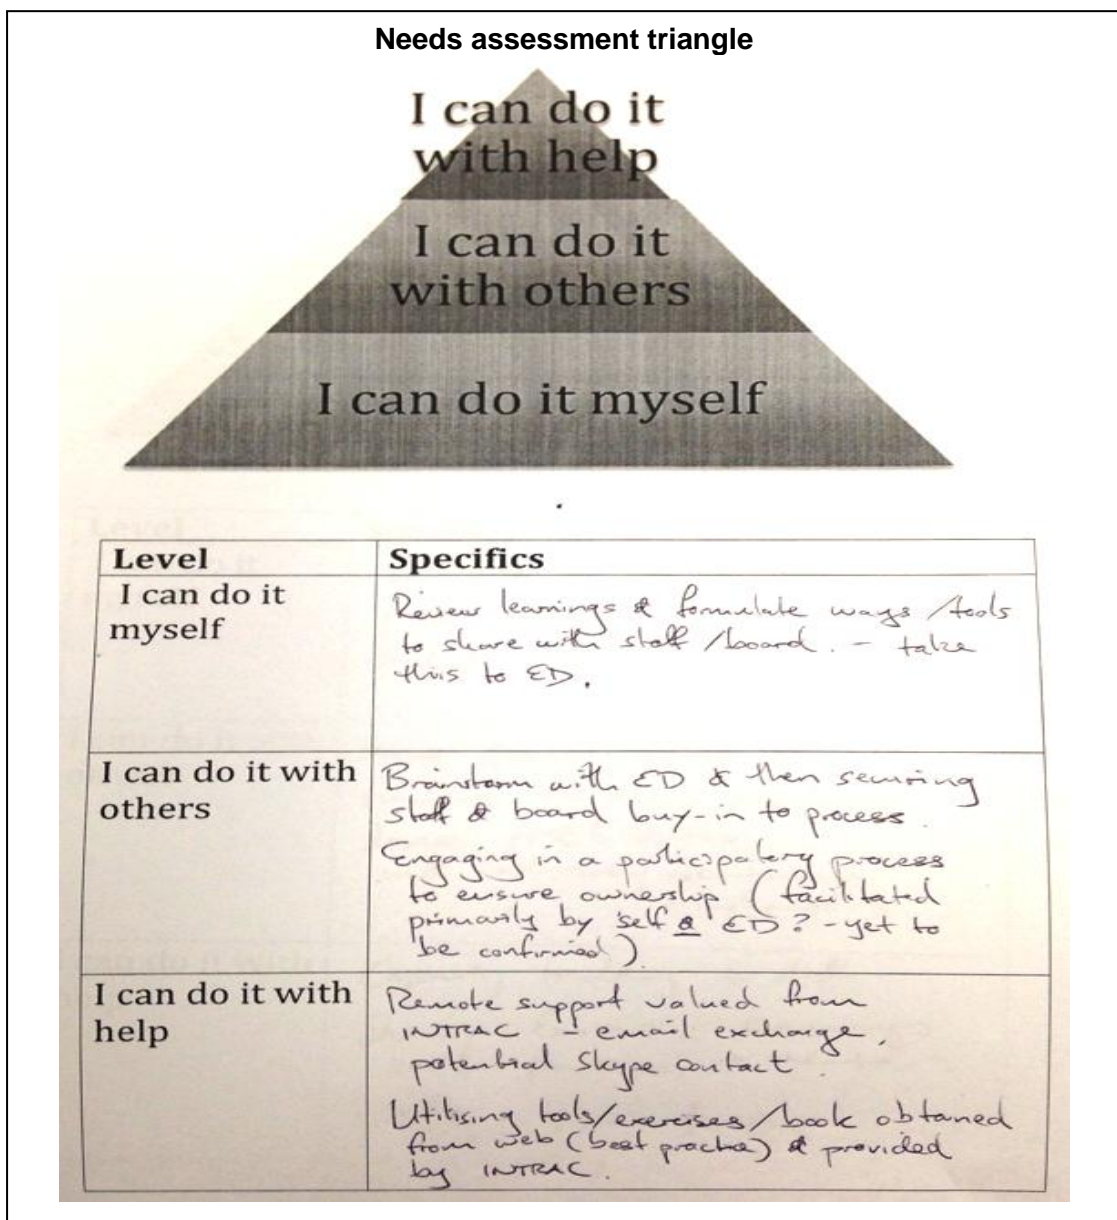 Needs assessment triangle
I can do it
with help
I can do it
with others
I can do it myself
Level
Specifics
I can do it
myself
Review learnings & formulate ways /tools
to share with staff /board. - take
this to ED.
I can do it with
others
Brainstorm with ED & then securing
staff & board buy-in to process.
Engaging in a participatory process
to ensure ownership (facilitated
primarily by self & ED? - yet to
be confirmed)
I can do it with
help
Remote support valued from
INTRAC - email exchange,
potential Skype contact.
Utilising tools/exercises/book obtained
from web (best practice) & provided
by INTRAC.